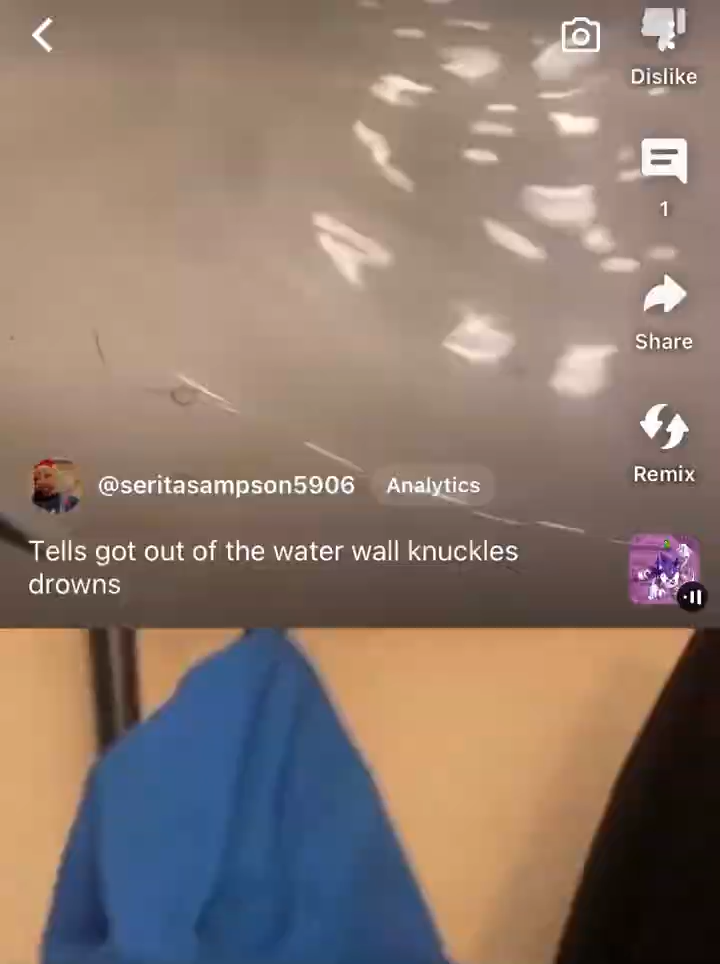 Dislike
1
Share
Remix
@seritasampson5906 Analytics
Tells got out of the water wall knuckles
drowns